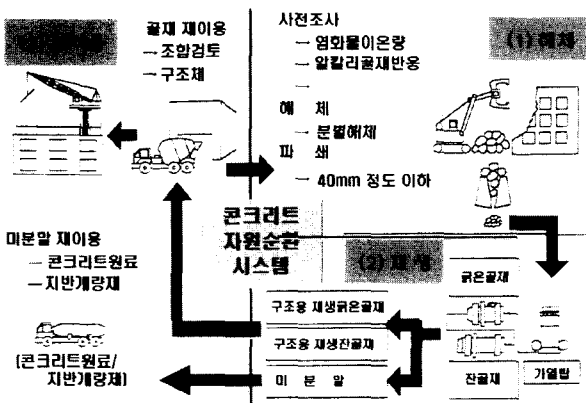 골재 재이용
→ 조합검토
→ 구조체
사전조사
→ 염화물이온량
→ 알칼리골재반응
→
해 체
→ 분별해체
파 쇄
→ 40mm 정도 이하
(1) 해체
콘크리트
자원순환
시스템
미분말 재이용
→ 콘크리트원료
→ 지반개량재
(콘크리트원료/
지반개량재)
(2) 재생
구조용 재생굵은골재
구조용 재생잔골재
미 분 말
굵은골재
잔골재
가열탑